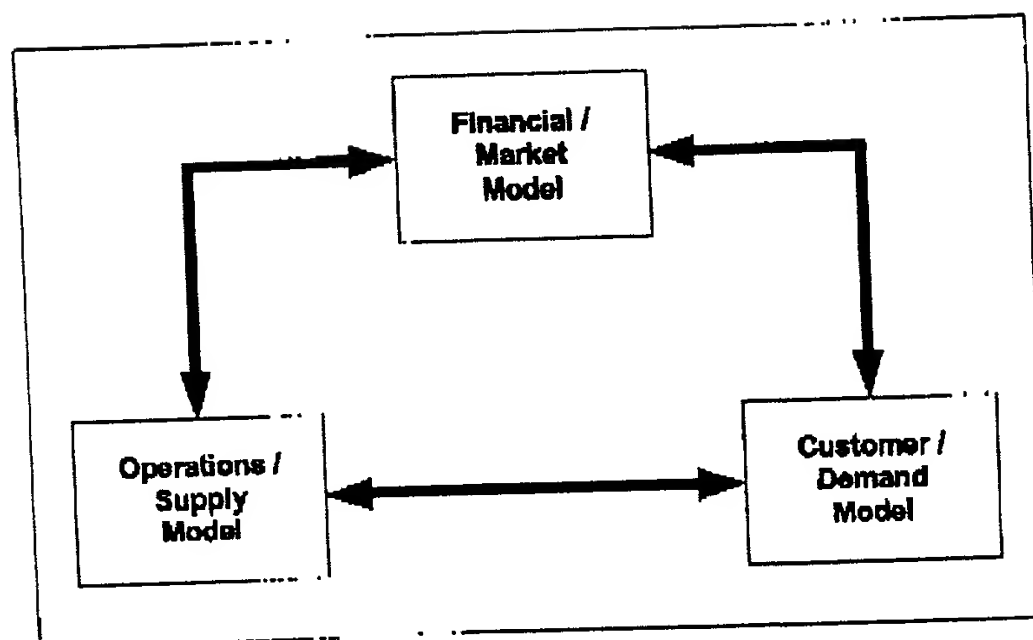 Financial /
Market
Model
Operations /
Supply
Model
Customer /
Demand
Model